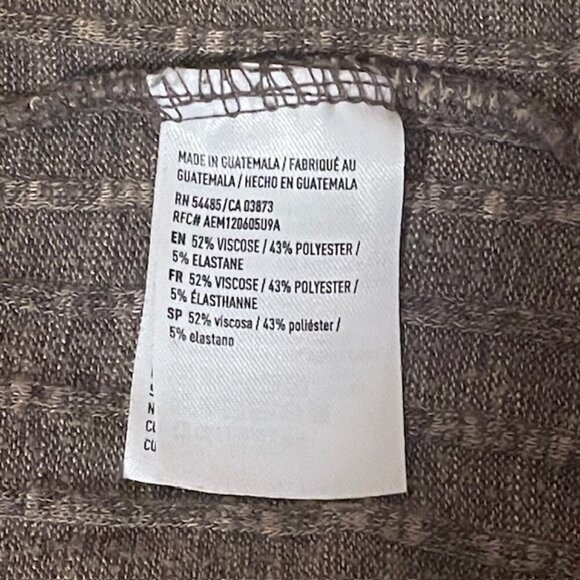 MADE IN GUATEMALA / FABRIQUÉ AU
GUATEMALA / HECHO EN GUATEMALA
RN 54485/CA 03873
RFC# AEM120605U9A
EN 52% VISCOSE / 43% POLYESTER /
5% ELASTANE
FR 52% VISCOSE / 43% POLYESTER /
5% ÉLASTHANNE
SP 52% viscosa / 43% poliéster /
5% elastano